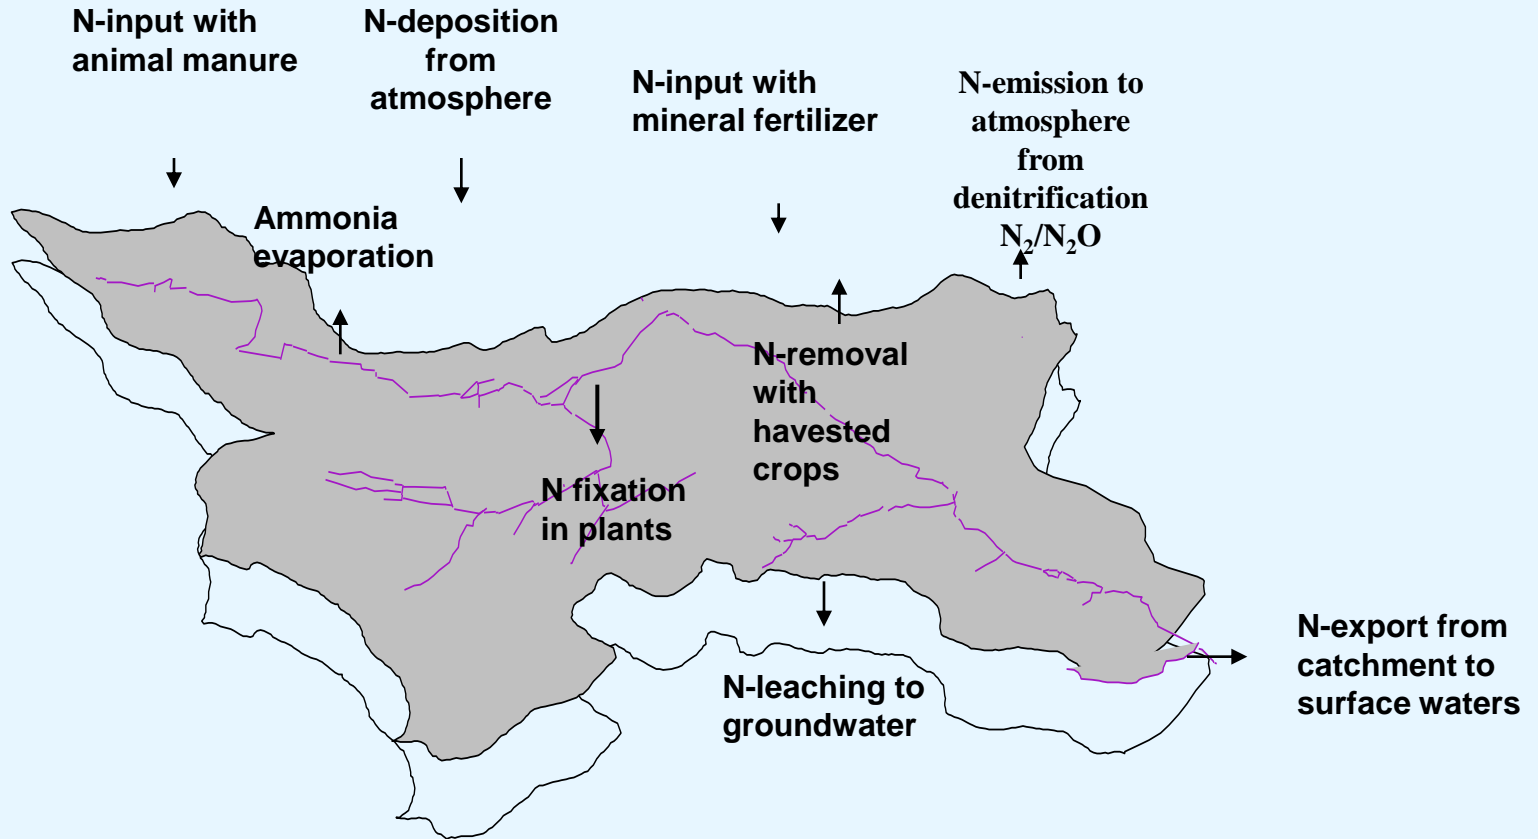 N-input with
animal manure
N-deposition
from
atmosphere
N-input with
mineral fertilizer
N-emission to
atmosphere
from
denitrification
N₂/N₂O
Ammonia
evaporation
N-removal
with
havested
crops
N fixation
in plants
N-leaching to
groundwater
N-export from
catchment to
surface waters